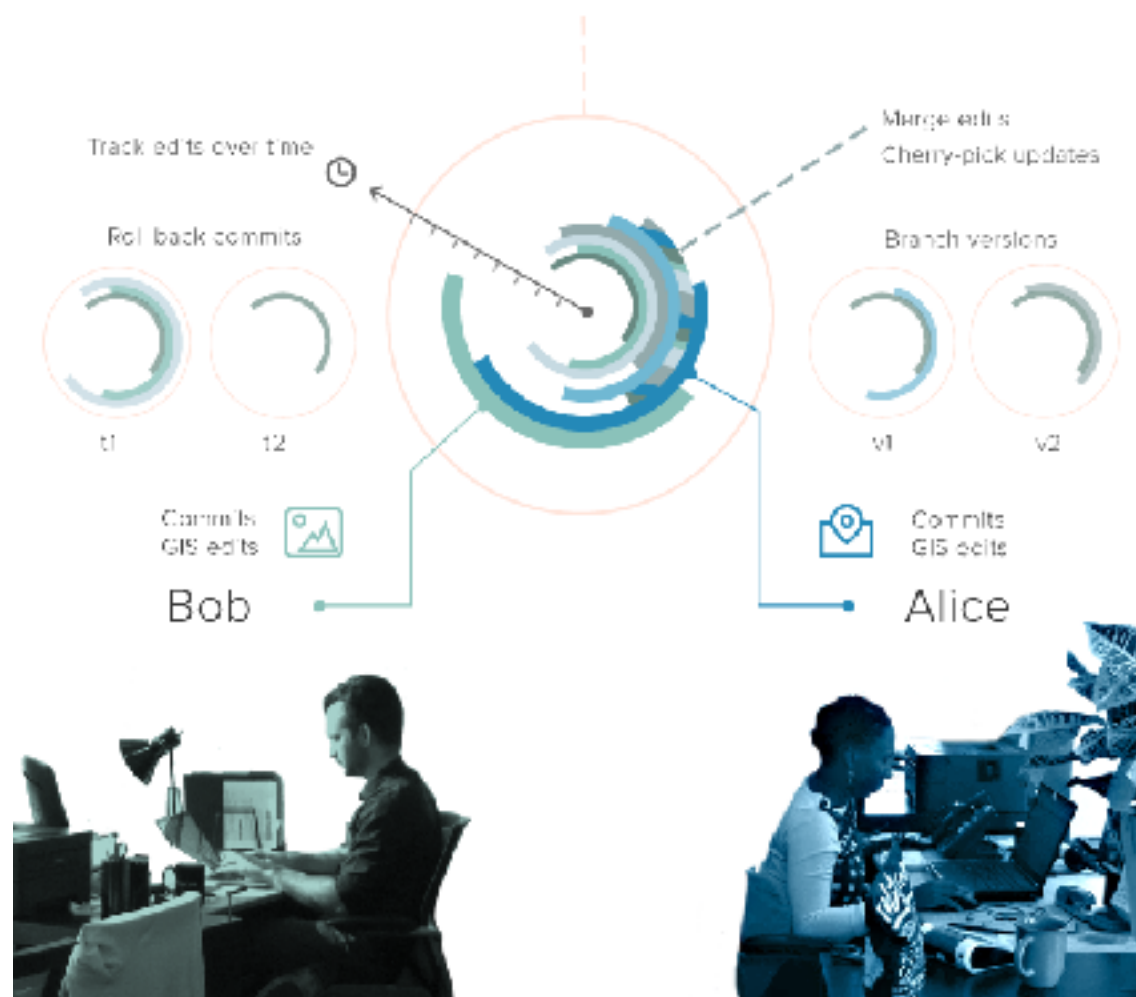 Track edits over time
Merge edits
Cherry-pick updates
Roll back commits
Branch versions
t1
t2
v1
v2
Commits
GIS edits
Commits
GIS edits
Bob
Alice